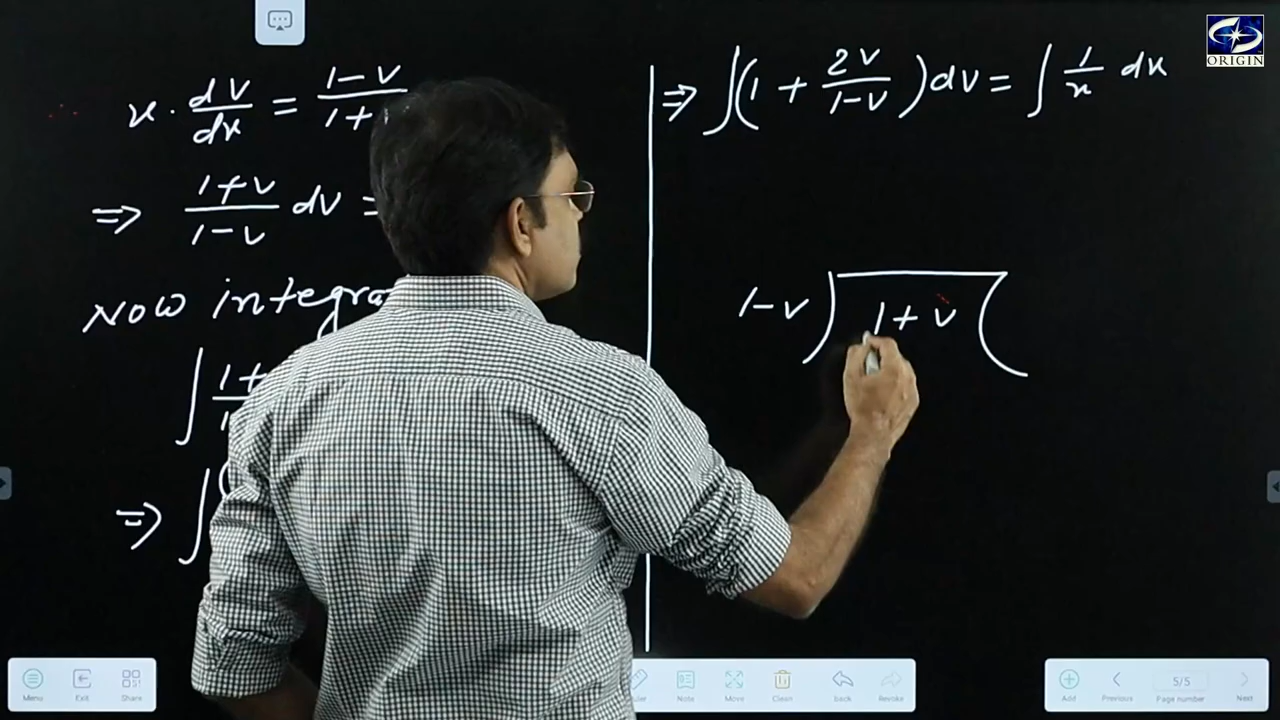 x · dv/dx = 1-v/1+
⇒ 1+v/1-v dv =
Now integra
∫ 1+/1
⇒ ∫ (
⇒ ∫(1 + 2v/1-v) dv = ∫ 1/x dx
1-v ) 1+v (
ORIGIN
Menu Exit Share
Note Move Clean Back Revoke
Add Previous 5/5 Page number Next